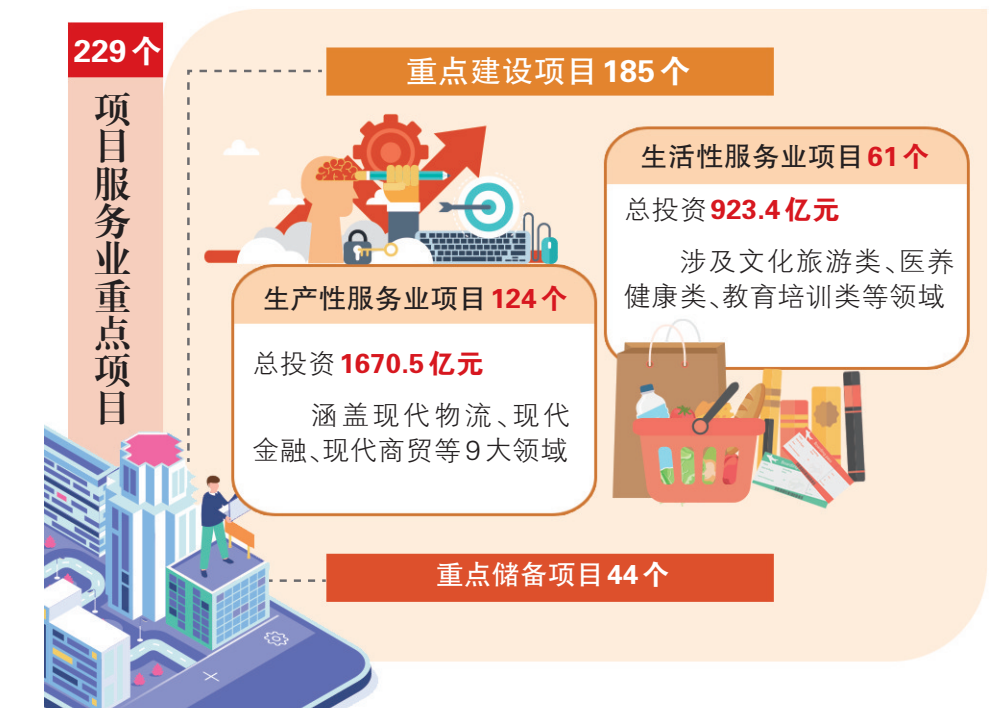 229个
项目服务业重点项目
重点建设项目185个
生活性服务业项目61个
总投资923.4亿元
涉及文化旅游类、医养
健康类、教育培训类等领域
生产性服务业项目124个
总投资1670.5亿元
涵盖现代物流、现代
金融、现代商贸等9大领域
重点储备项目44个